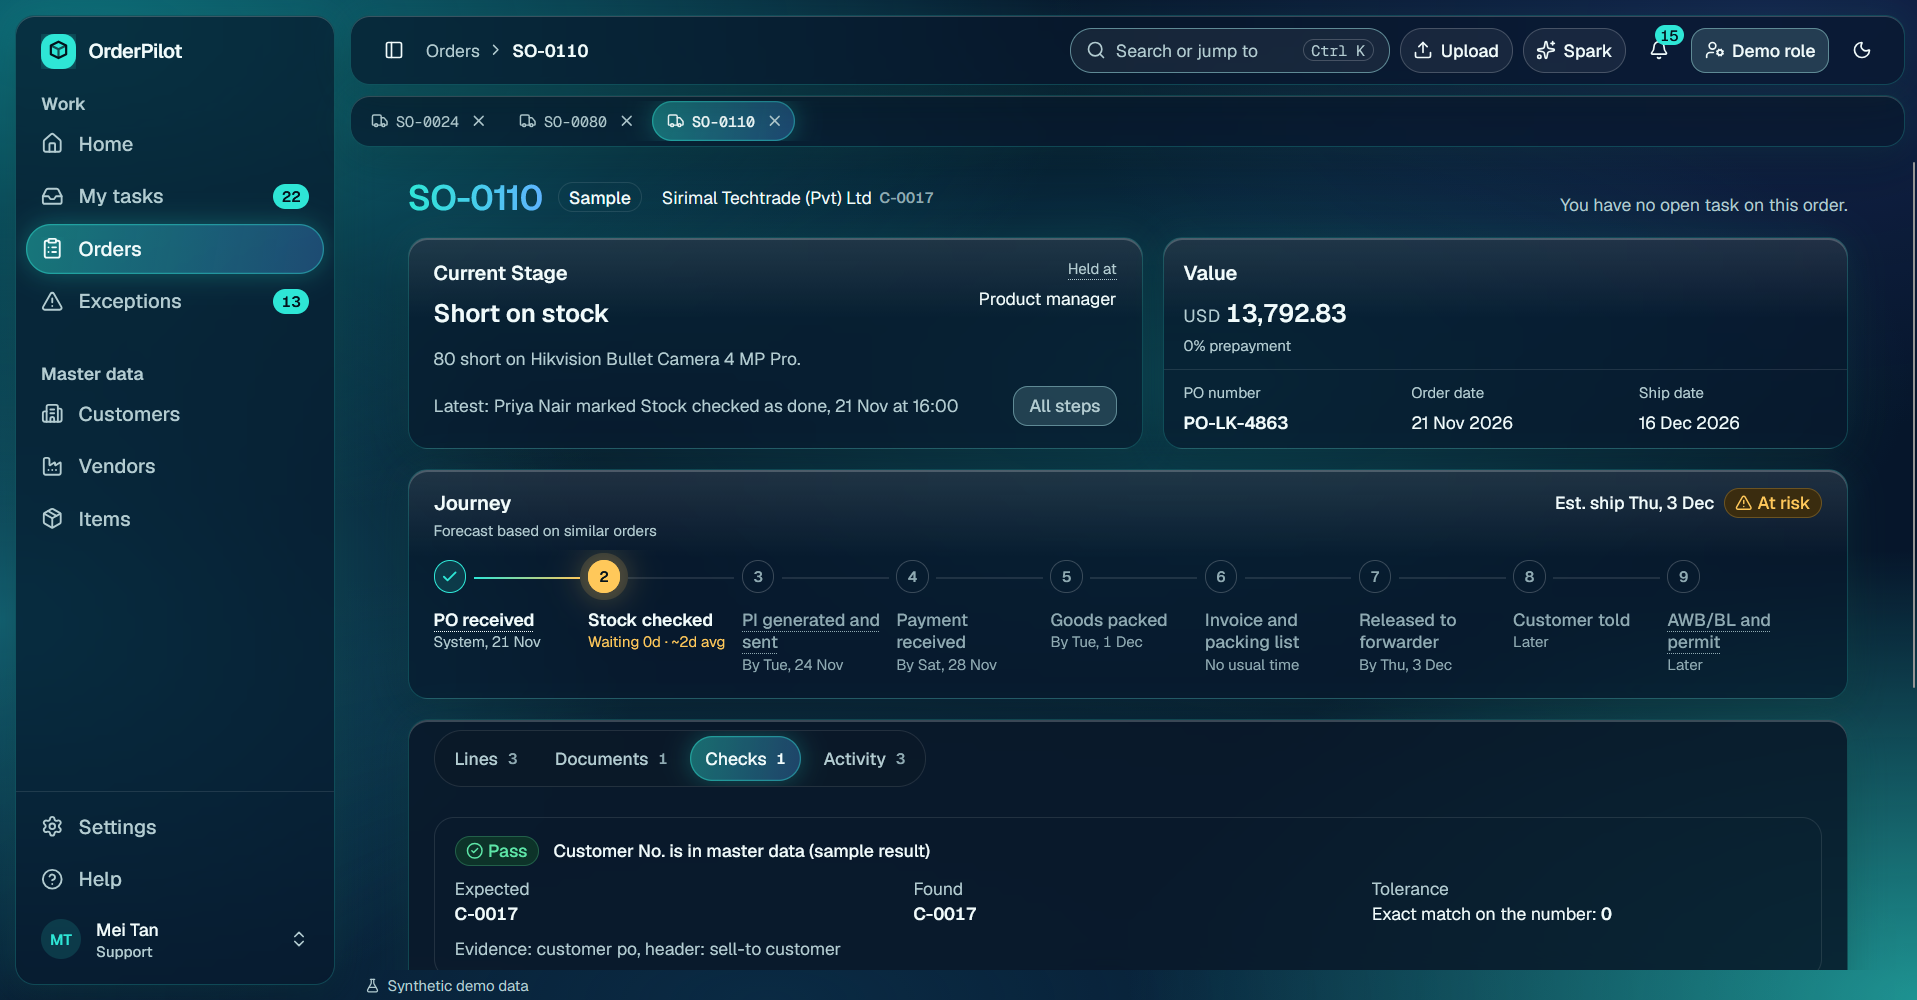 OrderPilot
Work
Home
My tasks 22
Orders
Exceptions 13
Master data
Customers
Vendors
Items
Settings
Help
MT
Mei Tan
Support
Orders > SO-0110
Search or jump to Ctrl K
Upload
Spark
15
Demo role
SO-0024
SO-0080
SO-0110
SO-0110 Sample Sirimal Techtrade (Pvt) Ltd C-0017
You have no open task on this order.
Current Stage
Held at
Short on stock
Product manager
80 short on Hikvision Bullet Camera 4 MP Pro.
Latest: Priya Nair marked Stock checked as done, 21 Nov at 16:00
All steps
Value
USD 13,792.83
0% prepayment
PO number
PO-LK-4863
Order date
21 Nov 2026
Ship date
16 Dec 2026
Journey
Forecast based on similar orders
Est. ship Thu, 3 Dec
At risk
PO received
System, 21 Nov
2
Stock checked
Waiting 0d · ~2d avg
3
PI generated and
sent
By Tue, 24 Nov
4
Payment
received
By Sat, 28 Nov
5
Goods packed
By Tue, 1 Dec
6
Invoice and
packing list
No usual time
7
Released to
forwarder
By Thu, 3 Dec
8
Customer told
Later
9
AWB/BL and
permit
Later
Lines 3
Documents 1
Checks 1
Activity 3
Pass
Customer No. is in master data (sample result)
Expected
C-0017
Found
C-0017
Tolerance
Exact match on the number: 0
Evidence: customer po, header: sell-to customer
Synthetic demo data